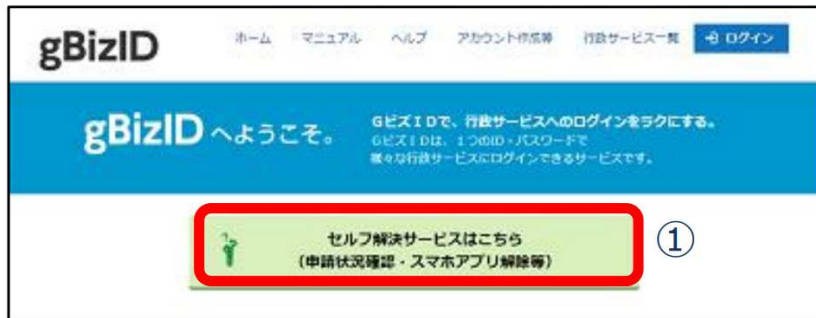 gBizID
ホーム マニュアル ヘルプ アカウント作成等 行政サービス一覧 ログイン
gBizID へようこそ。
GビズIDで、行政サービスへのログインをラクにする。
GビズIDは、1つのID・パスワードで
様々な行政サービスにログインできるサービスです。
セルフ解決サービスはこちら
(申請状況確認・スマホアプリ解除等)
①